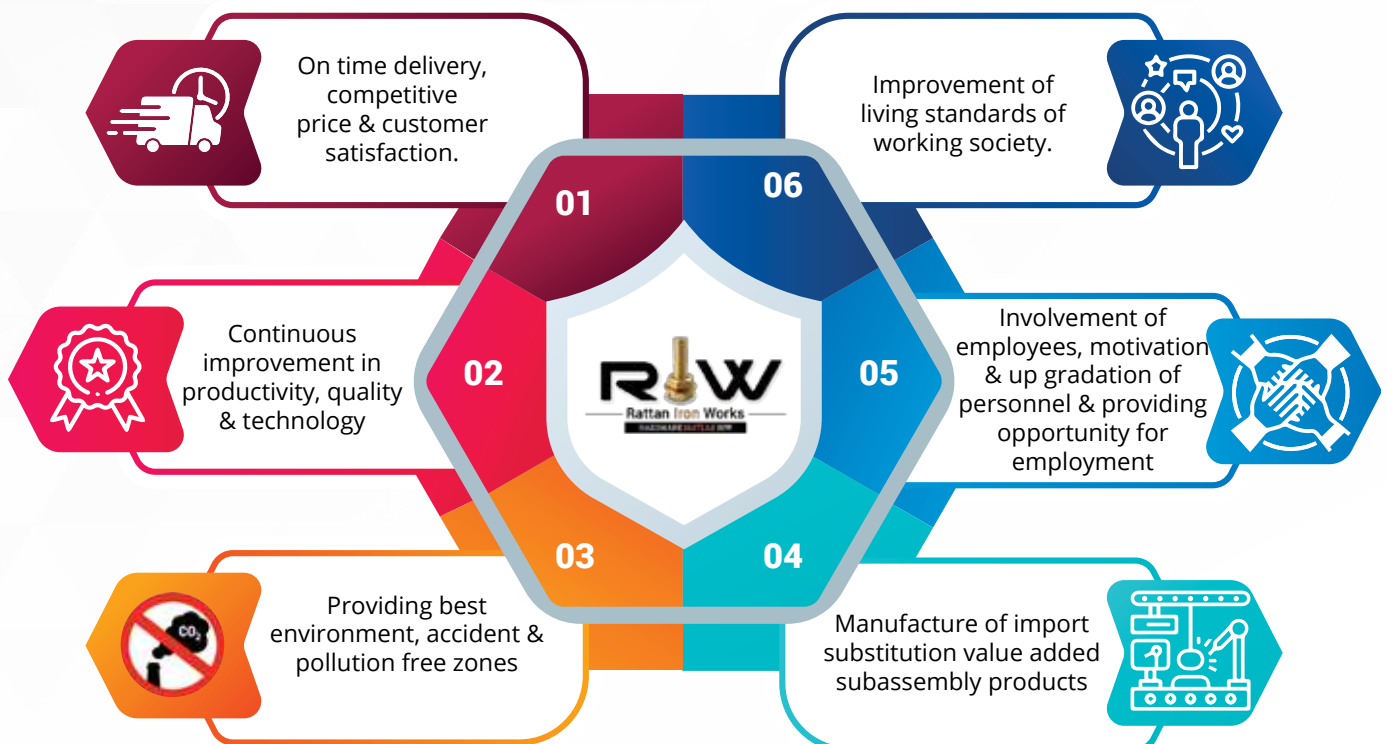 01
On time delivery,
competitive
price & customer
satisfaction.
02
Continuous
improvement in
productivity, quality
& technology
03
CO2
Providing best
environment, accident &
pollution free zones
04
Manufacture of import
substitution value added
subassembly products
05
Involvement of
employees, motivation
& up gradation of
personnel & providing
opportunity for
employment
06
Improvement of
living standards of
working society.
RIW
Rattan Iron Works
HARDWARE